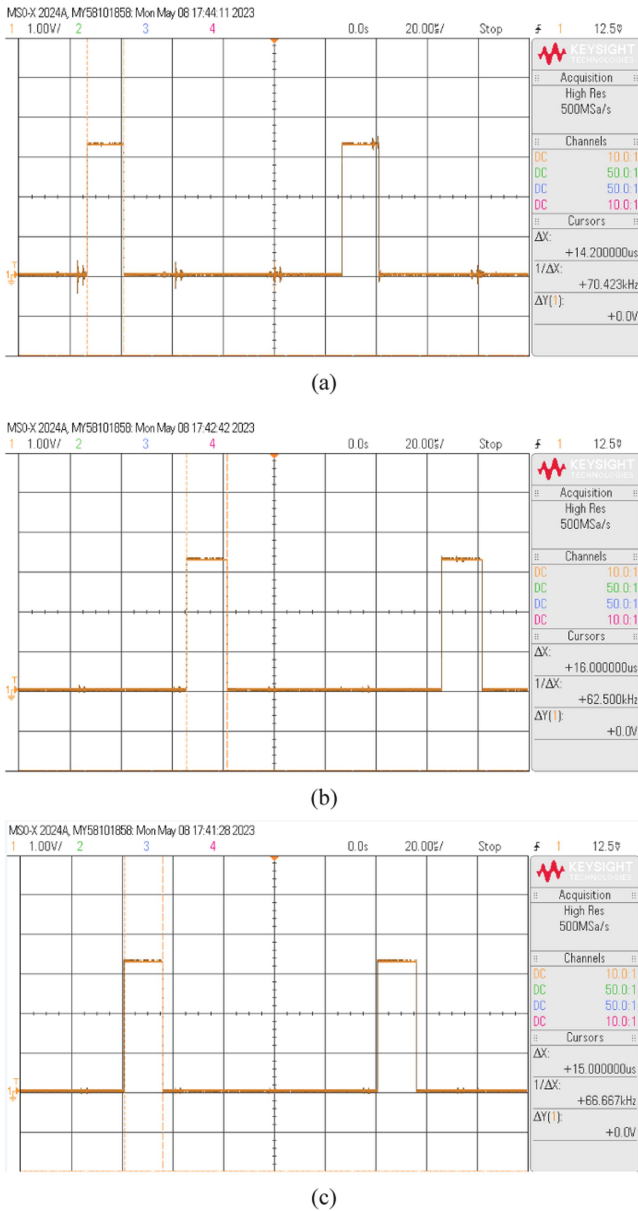 MSO-X 2024A, MY58101858: Mon May 08 17:44:11 2023
1 1.00V/ 2 3 4 0.0s 20.00us/ Stop 1 12.5V
KEYSIGHT
TECHNOLOGIES
Acquisition
High Res
500MSa/s
Channels
DC 10.0:1
DC 50.0:1
DC 50.0:1
DC 10.0:1
Cursors
ΔX:
+14.200000us
1/ΔX:
+70.423kHz
ΔY(1):
+0.0V
(a)
MSO-X 2024A, MY58101858: Mon May 08 17:42:42 2023
1 1.00V/ 2 3 4 0.0s 20.00us/ Stop 1 12.5V
KEYSIGHT
TECHNOLOGIES
Acquisition
High Res
500MSa/s
Channels
DC 10.0:1
DC 50.0:1
DC 50.0:1
DC 10.0:1
Cursors
ΔX:
+16.000000us
1/ΔX:
+62.500kHz
ΔY(1):
+0.0V
(b)
MSO-X 2024A, MY58101858: Mon May 08 17:41:28 2023
1 1.00V/ 2 3 4 0.0s 20.00us/ Stop 1 12.5V
KEYSIGHT
TECHNOLOGIES
Acquisition
High Res
500MSa/s
Channels
DC 10.0:1
DC 50.0:1
DC 50.0:1
DC 10.0:1
Cursors
ΔX:
+15.000000us
1/ΔX:
+66.667kHz
ΔY(1):
+0.0V
(c)